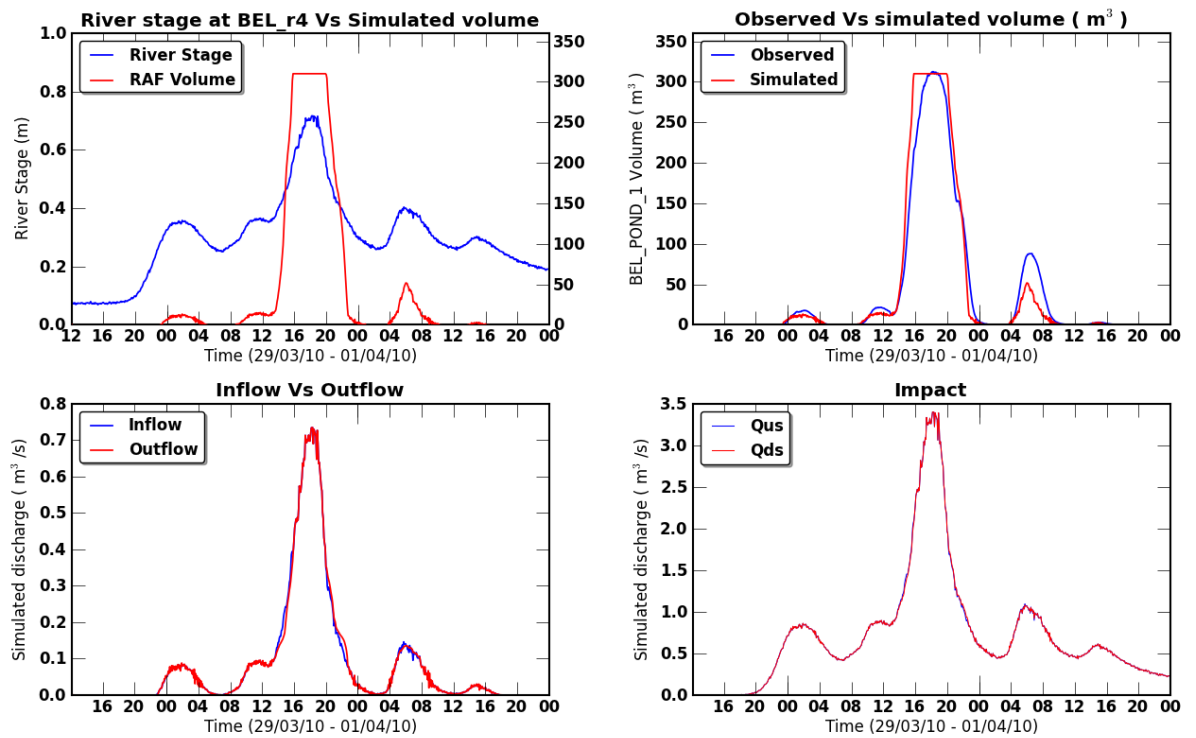 River stage at BEL_r4 Vs Simulated volume
1.0
0.8
0.6
0.4
0.2
0.0
River Stage (m)
River Stage
RAF Volume
350
300
250
200
150
100
50
0
12 16 20 00 04 08 12 16 20 00 04 08 12 16 20 00
Time (29/03/10 - 01/04/10)
Observed Vs simulated volume ( m³ )
350
300
250
200
150
100
50
0
BEL_POND_1 Volume ( m³ )
Observed
Simulated
16 20 00 04 08 12 16 20 00 04 08 12 16 20 00
Time (29/03/10 - 01/04/10)
Inflow Vs Outflow
0.8
0.7
0.6
0.5
0.4
0.3
0.2
0.1
0.0
Simulated discharge ( m³ /s)
Inflow
Outflow
16 20 00 04 08 12 16 20 00 04 08 12 16 20 00
Time (29/03/10 - 01/04/10)
Impact
3.5
3.0
2.5
2.0
1.5
1.0
0.5
0.0
Simulated discharge ( m³ /s)
Qus
Qds
16 20 00 04 08 12 16 20 00 04 08 12 16 20 00
Time (29/03/10 - 01/04/10)